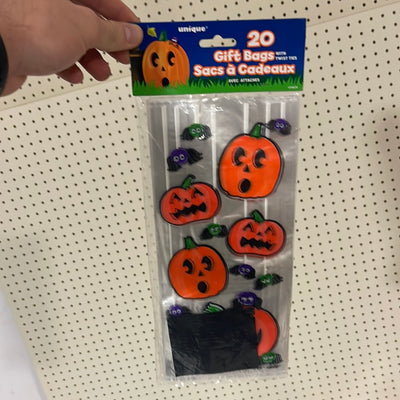 unique
20
Gift Bags WITH TWIST TIES
Sacs à Cadeaux
AVEC ATTACHES